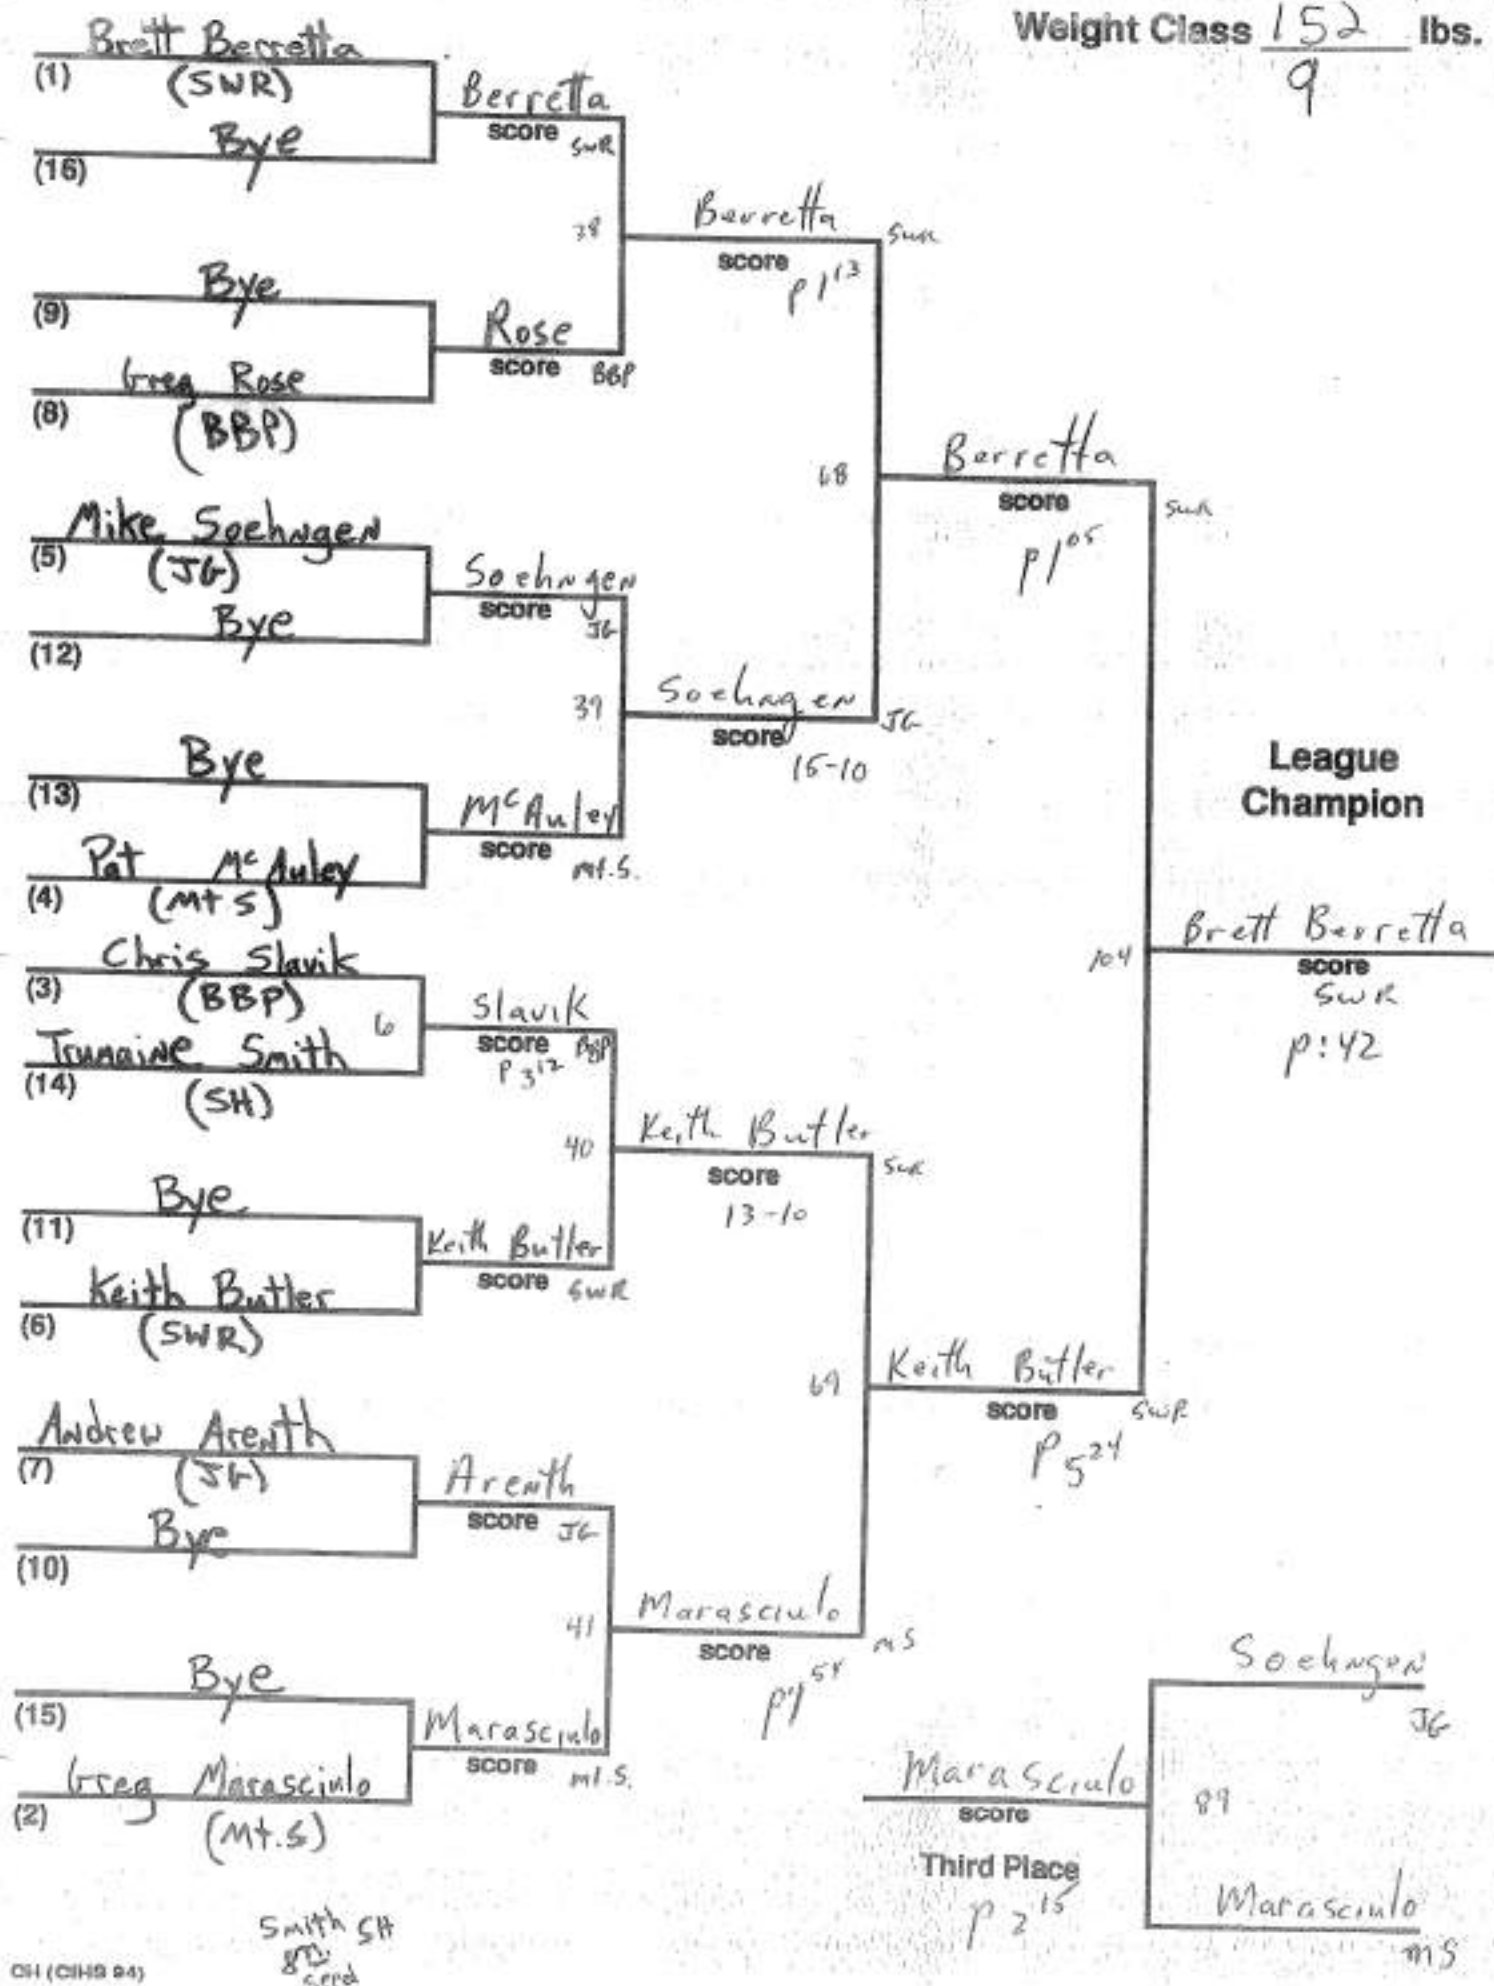 Weight Class 152 lbs.
9
Brett Berretta
(1)
(SWR)
Bye
(16)
Berretta
score
SWR
38
Bye
(9)
Greg Rose
(8)
(BBP)
Rose
score BBP
Berretta
score
SWR
p 1 13
Mike Soehngen
(5)
(JG)
Bye
(12)
Soehngen
score
JG
39
Bye
(13)
Pat McAuley
(4)
(Mt S)
McAuley
score
Mt.S.
Soehngen
score
JG
15-10
68
Berretta
score
SWR
p 1 05
Chris Slavik
(3)
(BBP)
6
Trumaine Smith
(14)
(SH)
Slavik
score BBP
P 3 12
40
Bye
(11)
Keith Butler
(6)
(SWR)
Keith Butler
score SWR
Keith Butler
score
SWR
13-10
Andrew Arenth
(7)
(JG)
Bye
(10)
Arenth
score JG
41
Bye
(15)
Greg Marasciulo
(2)
(Mt.S)
Marasciulo
score
Mt.S.
Marasciulo
score
MS
69
Keith Butler
score SWR
P 5 24
104
League
Champion
Brett Berretta
score
SWR
p:42
Soehngen
JG
Marasciulo
score
89
Third Place
P 2 15
Marasciulo
MS
Smith SH
8th
seed
CH (CIHS 94)